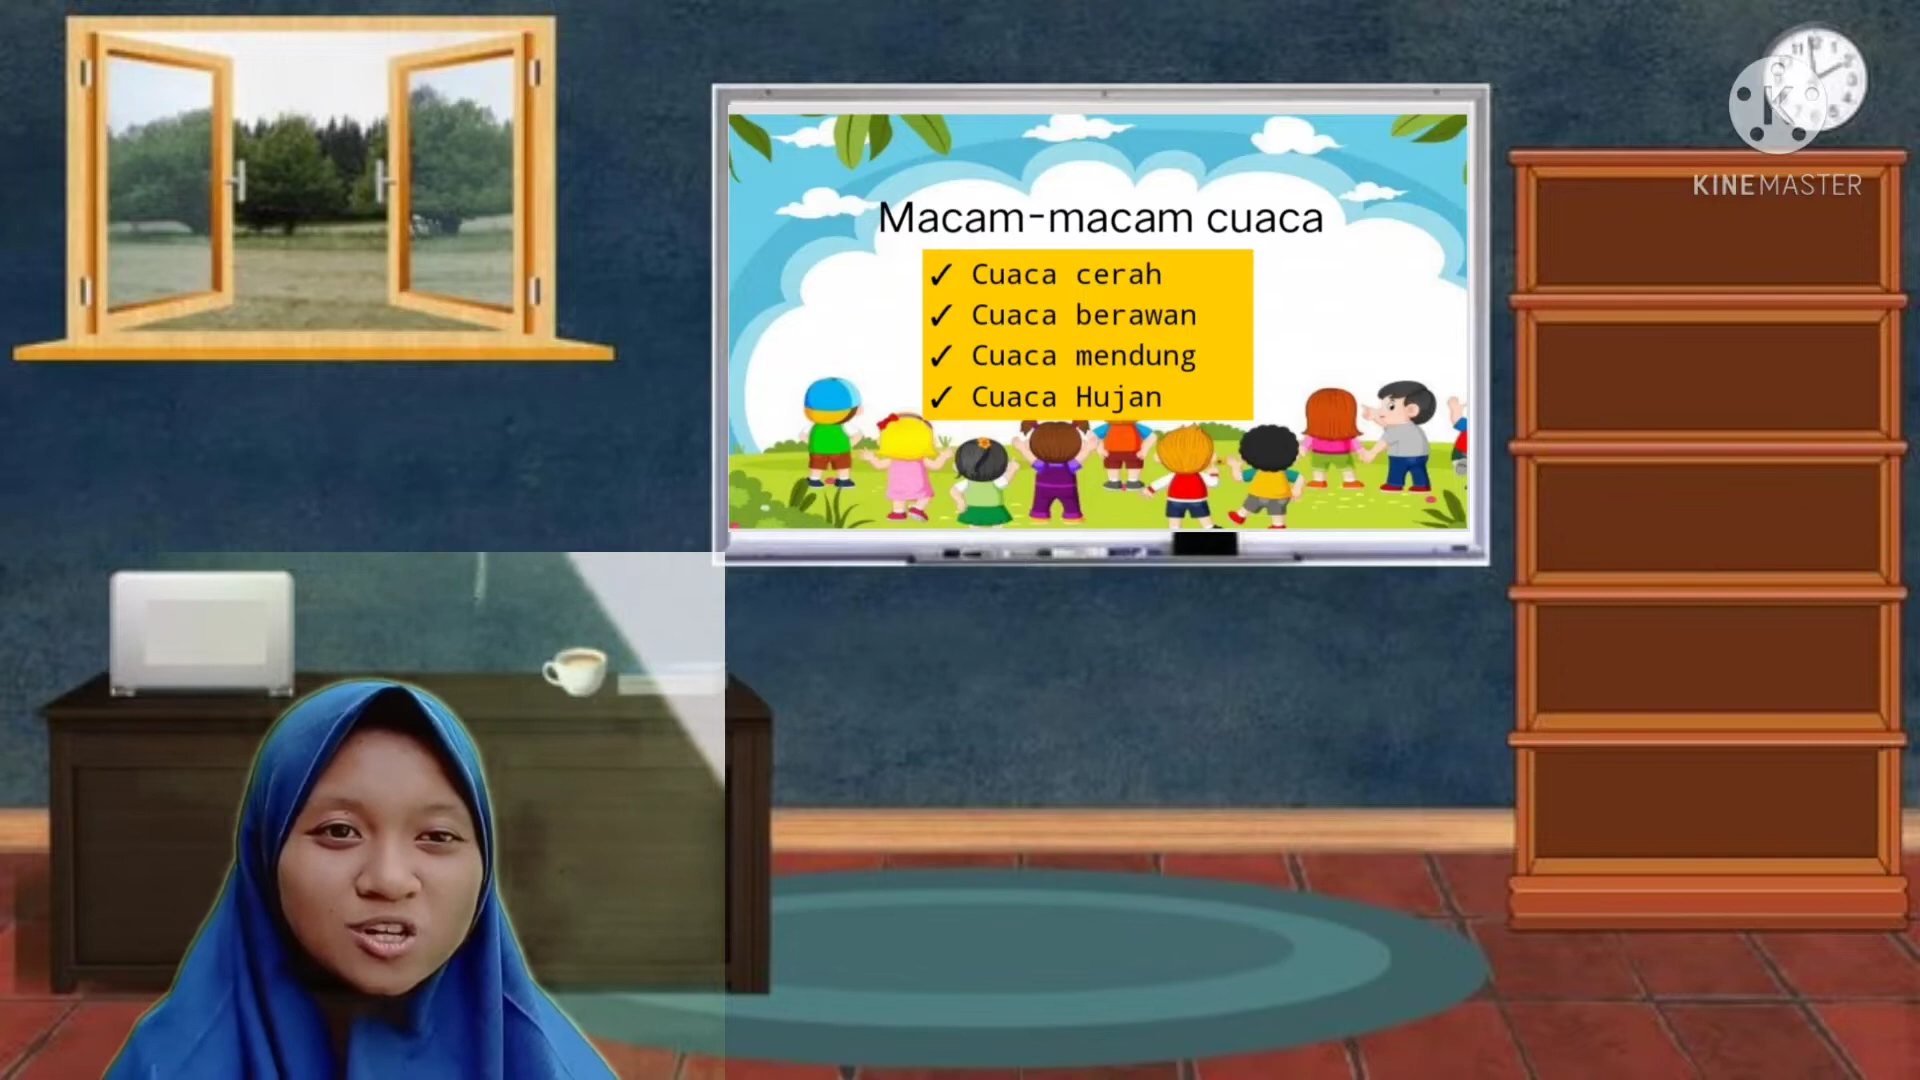 Macam-macam cuaca
✓ Cuaca cerah
✓ Cuaca berawan
✓ Cuaca mendung
✓ Cuaca Hujan
K
KINEMASTER